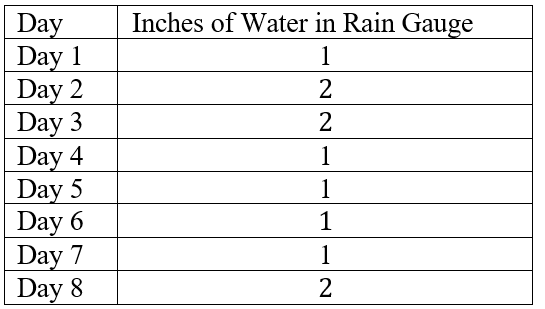 Day Inches of Water in Rain Gauge
Day 1 1
Day 2 2
Day 3 2
Day 4 1
Day 5 1
Day 6 1
Day 7 1
Day 8 2